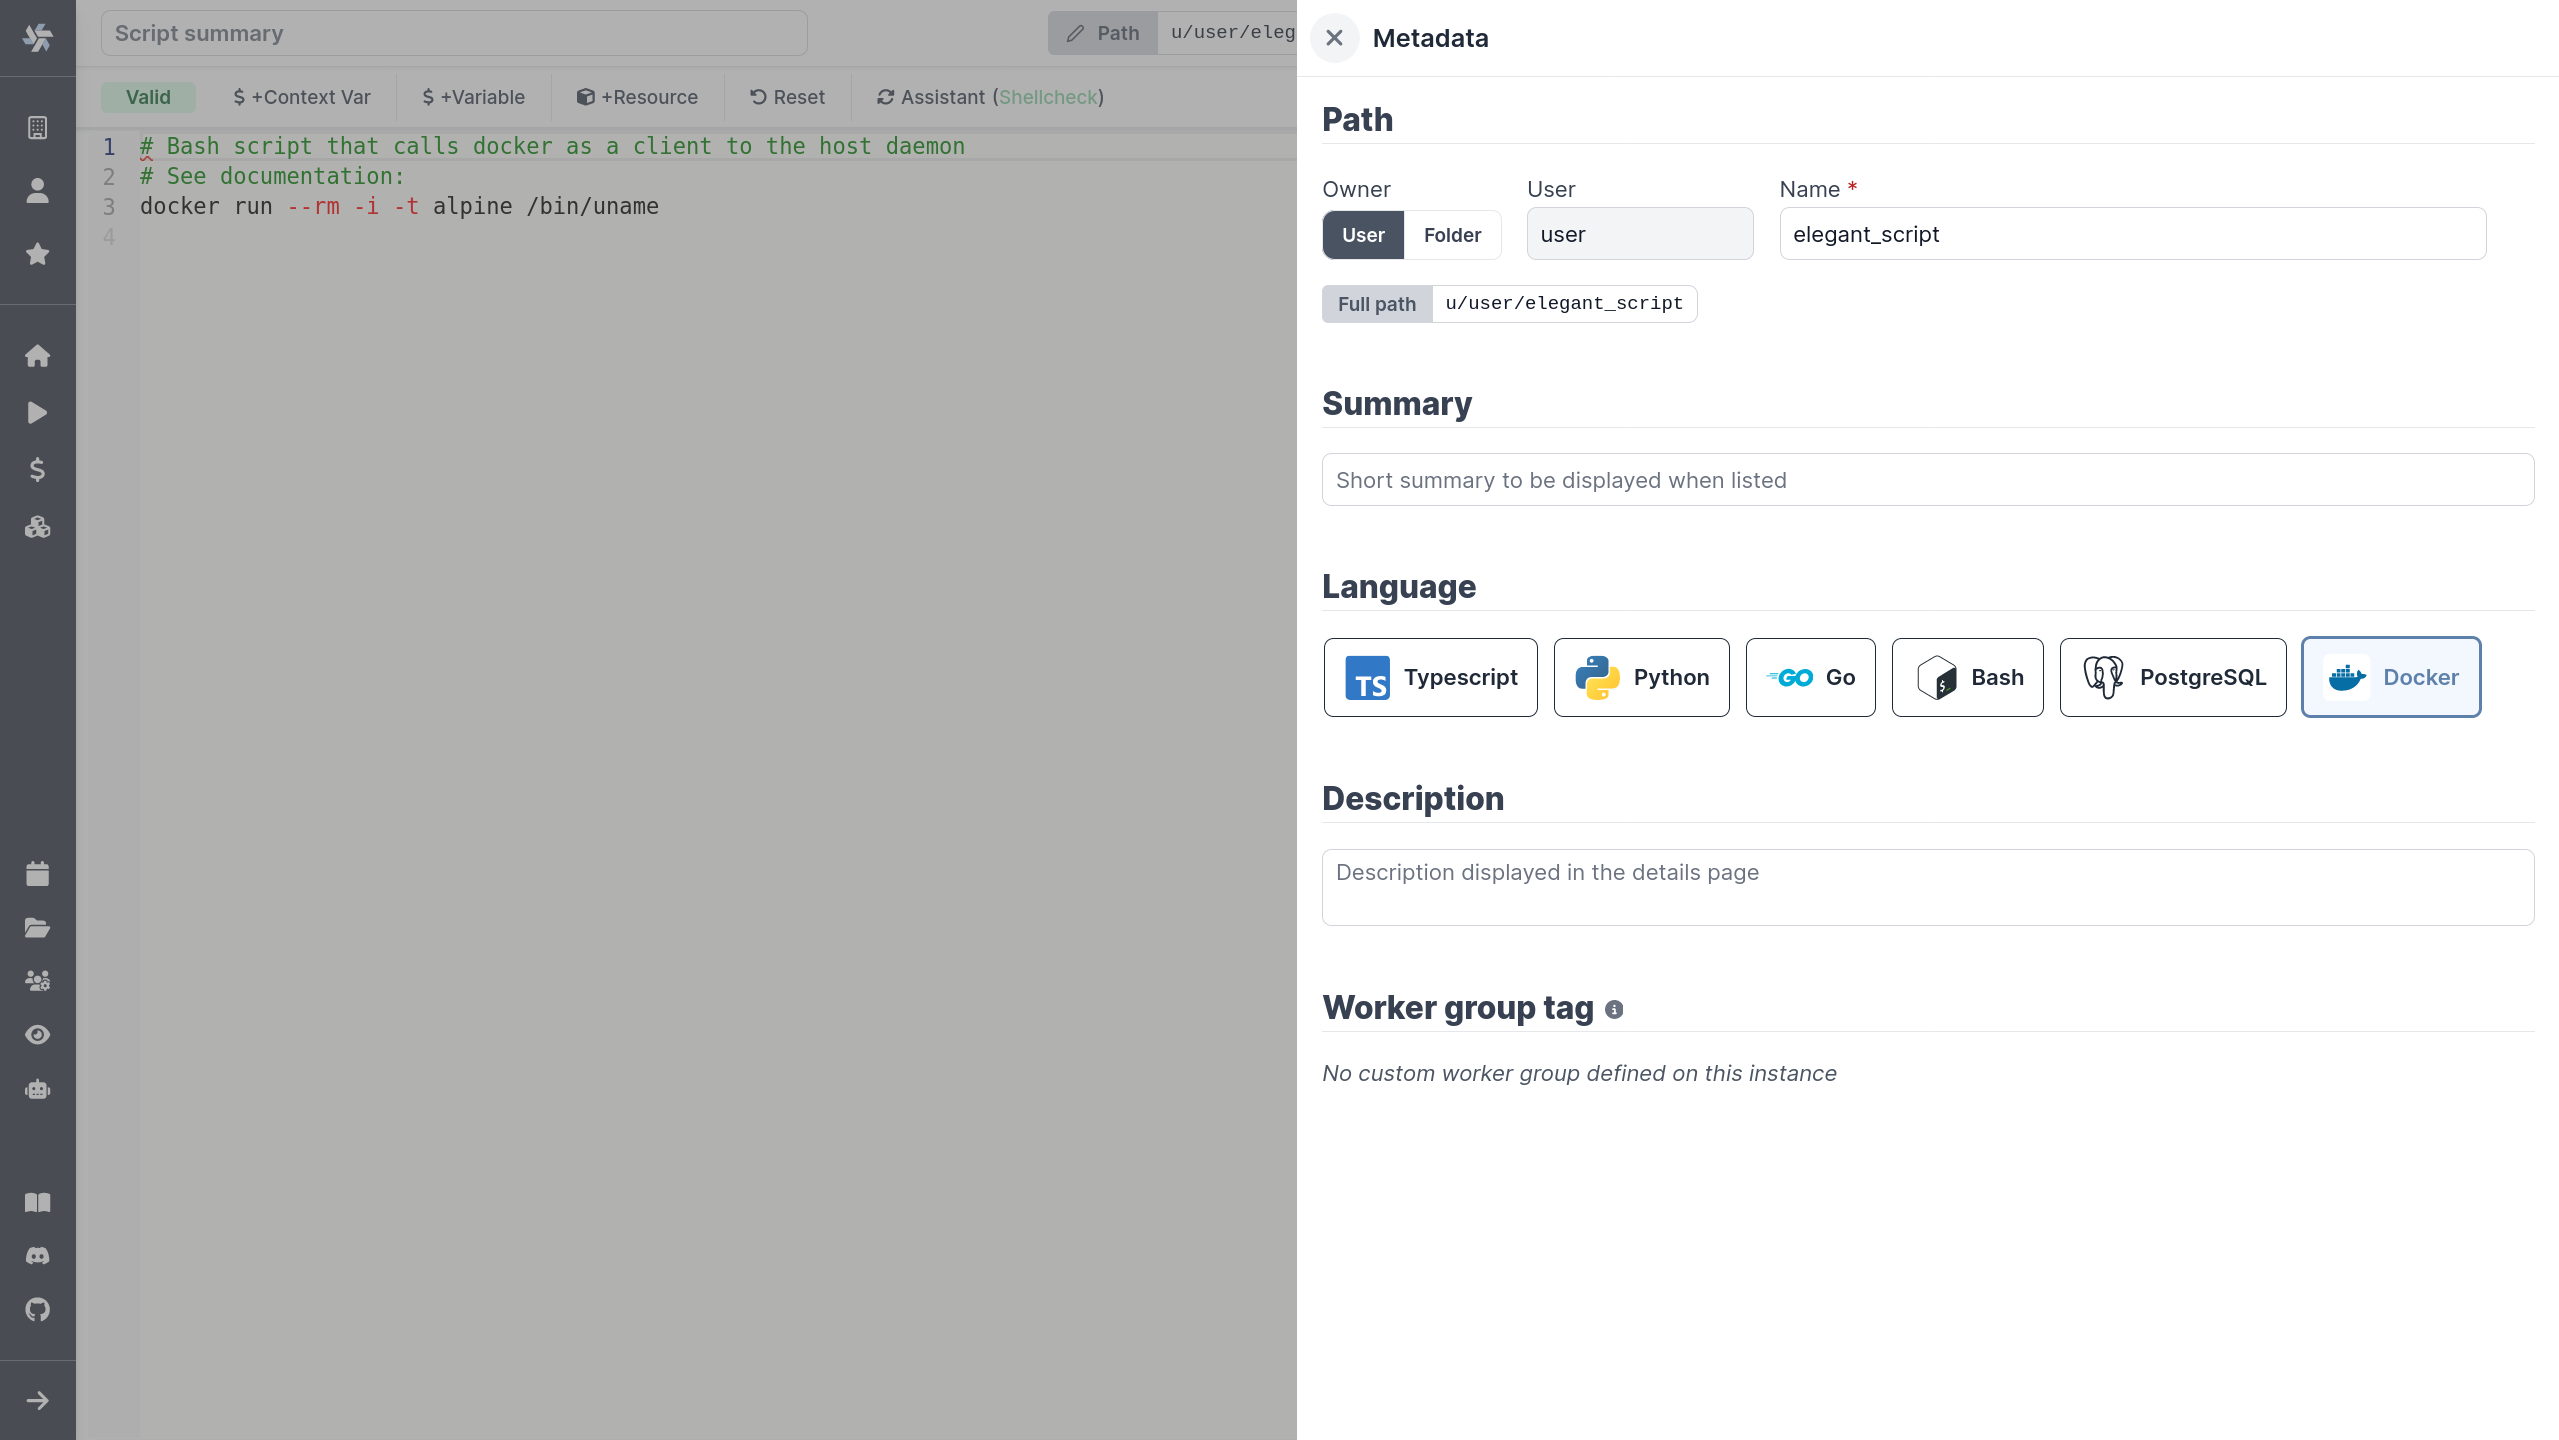 Script summary
Path u/user/eleg
Valid $ +Context Var $ +Variable +Resource Reset Assistant (Shellcheck)
1 # Bash script that calls docker as a client to the host daemon
2 # See documentation:
3 docker run --rm -i -t alpine /bin/uname
4
Metadata
Path
Owner User Name *
User Folder user elegant_script
Full path u/user/elegant_script
Summary
Short summary to be displayed when listed
Language
TS Typescript Python GO Go $ Bash PostgreSQL Docker
Description
Description displayed in the details page
Worker group tag
No custom worker group defined on this instance